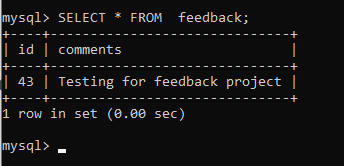 mysql> SELECT * FROM  feedback;
+----+------------------------------+
| id | comments                     |
+----+------------------------------+
| 43 | Testing for feedback project |
+----+------------------------------+
1 row in set (0.00 sec)
mysql>